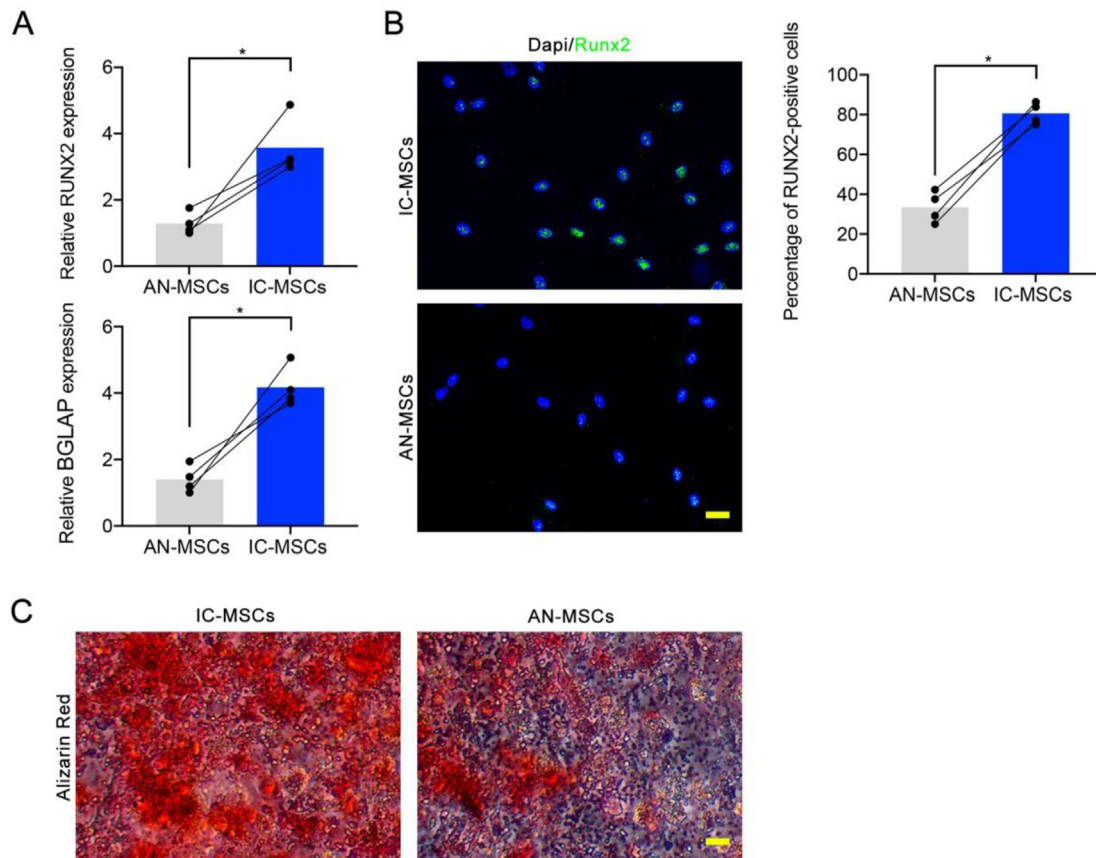 A
Relative RUNX2 expression
6
4
2
0
*
AN-MSCs IC-MSCs
Relative BGLAP expression
6
4
2
0
*
AN-MSCs IC-MSCs
B
Dapi/Runx2
IC-MSCs
AN-MSCs
Percentage of RUNX2-positive cells
100
80
60
40
20
0
*
AN-MSCs IC-MSCs
C
IC-MSCs AN-MSCs
Alizarin Red